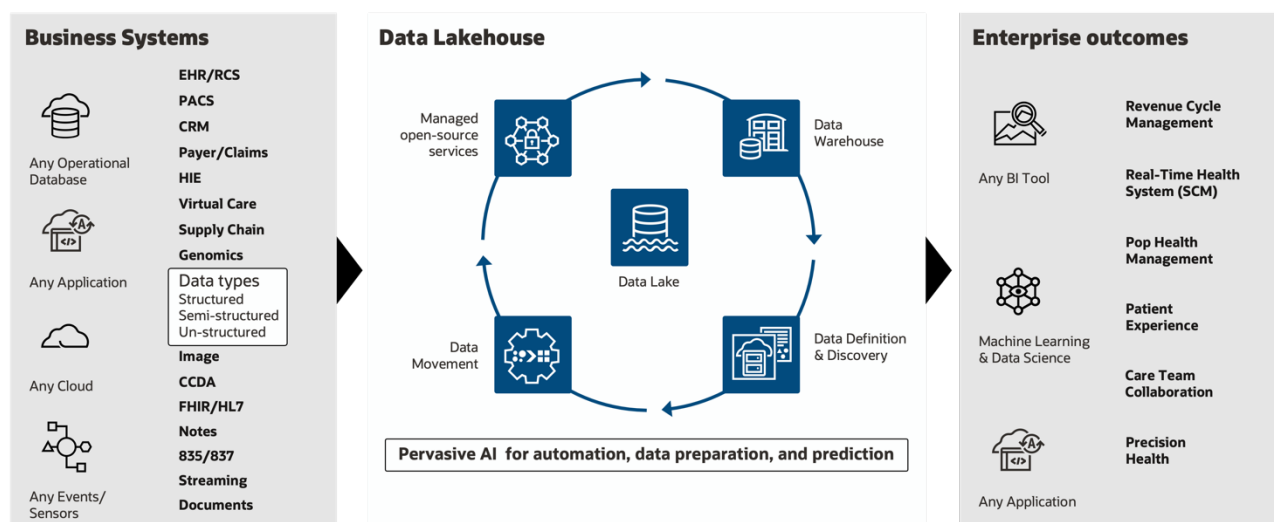 Business Systems
Any Operational
Database
Any Application
Any Cloud
Any Events/
Sensors
EHR/RCS
PACS
CRM
Payer/Claims
HIE
Virtual Care
Supply Chain
Genomics
Data types
Structured
Semi-structured
Un-structured
Image
CCDA
FHIR/HL7
Notes
835/837
Streaming
Documents
Data Lakehouse
Managed
open-source
services
Data
Warehouse
Data Lake
Data
Movement
Data Definition
& Discovery
Pervasive AI for automation, data preparation, and prediction
Enterprise outcomes
Any BI Tool
Machine Learning
& Data Science
Any Application
Revenue Cycle
Management
Real-Time Health
System (SCM)
Pop Health
Management
Patient
Experience
Care Team
Collaboration
Precision
Health